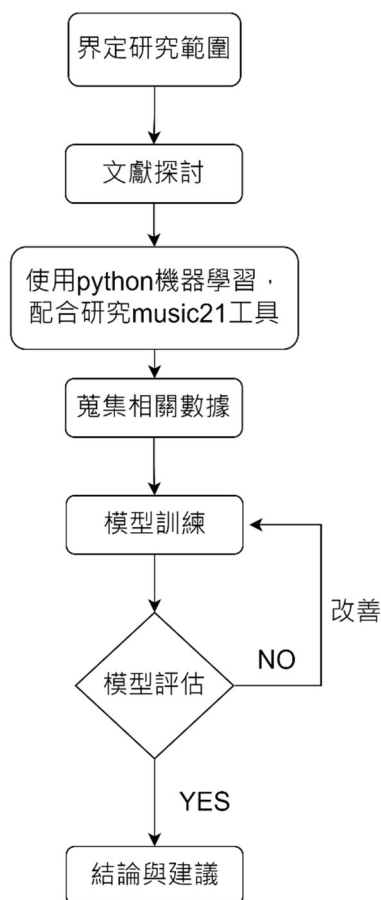 界定研究範圍
文獻探討
使用python機器學習，
配合研究music21工具
蒐集相關數據
模型訓練
改善
NO
模型評估
YES
結論與建議